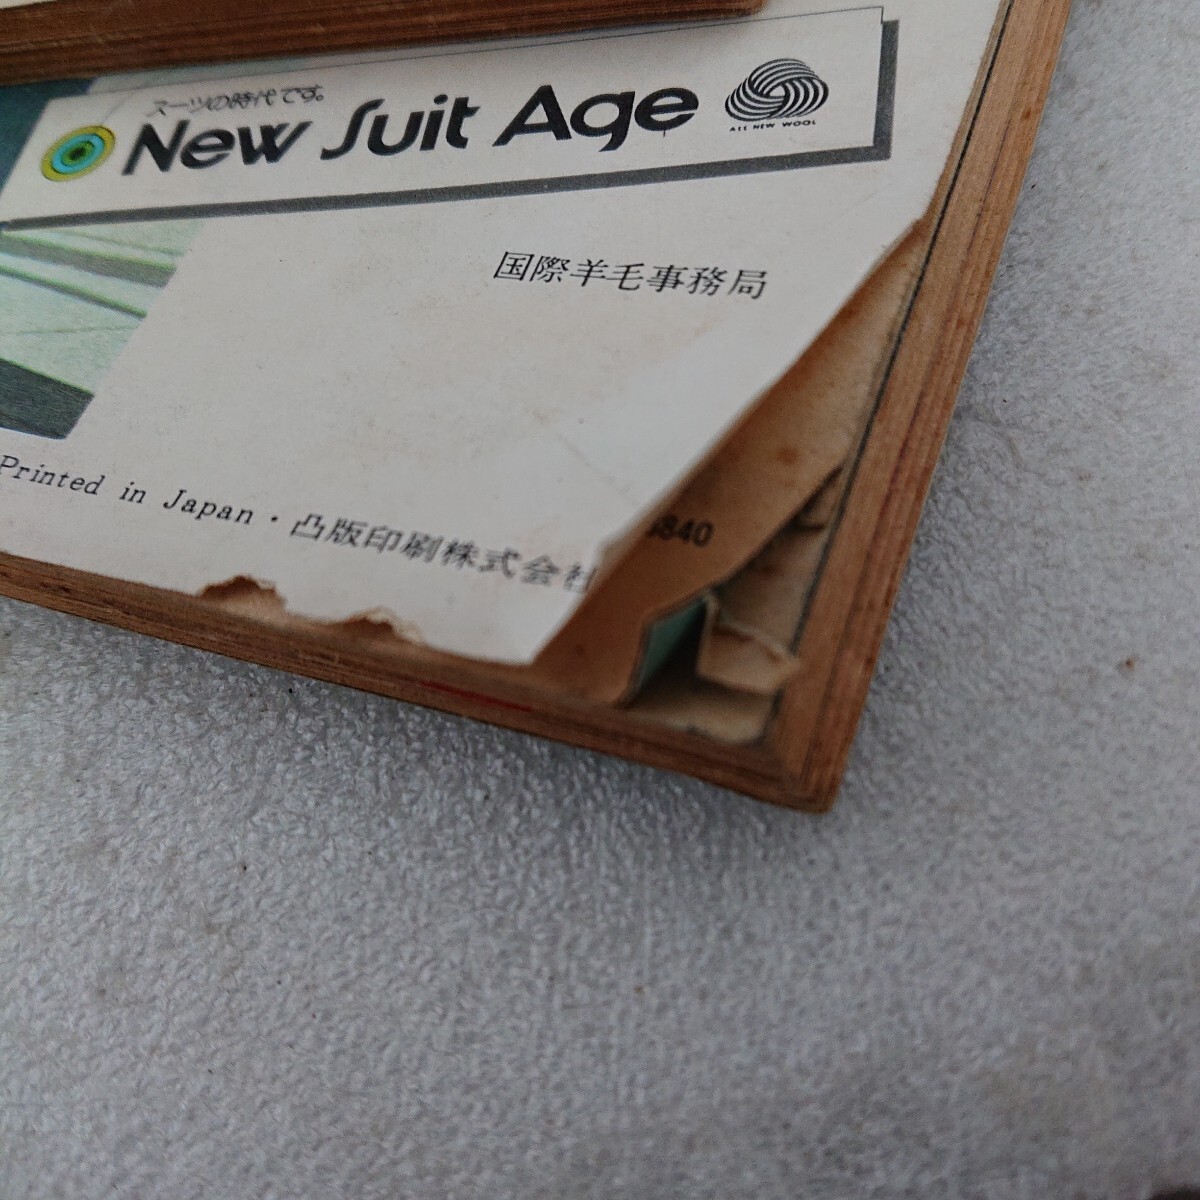 スーツの時代です。
New Suit Age
ALL NEW WOOL
国際羊毛事務局
Printed in Japan・凸版印刷株式会社
840